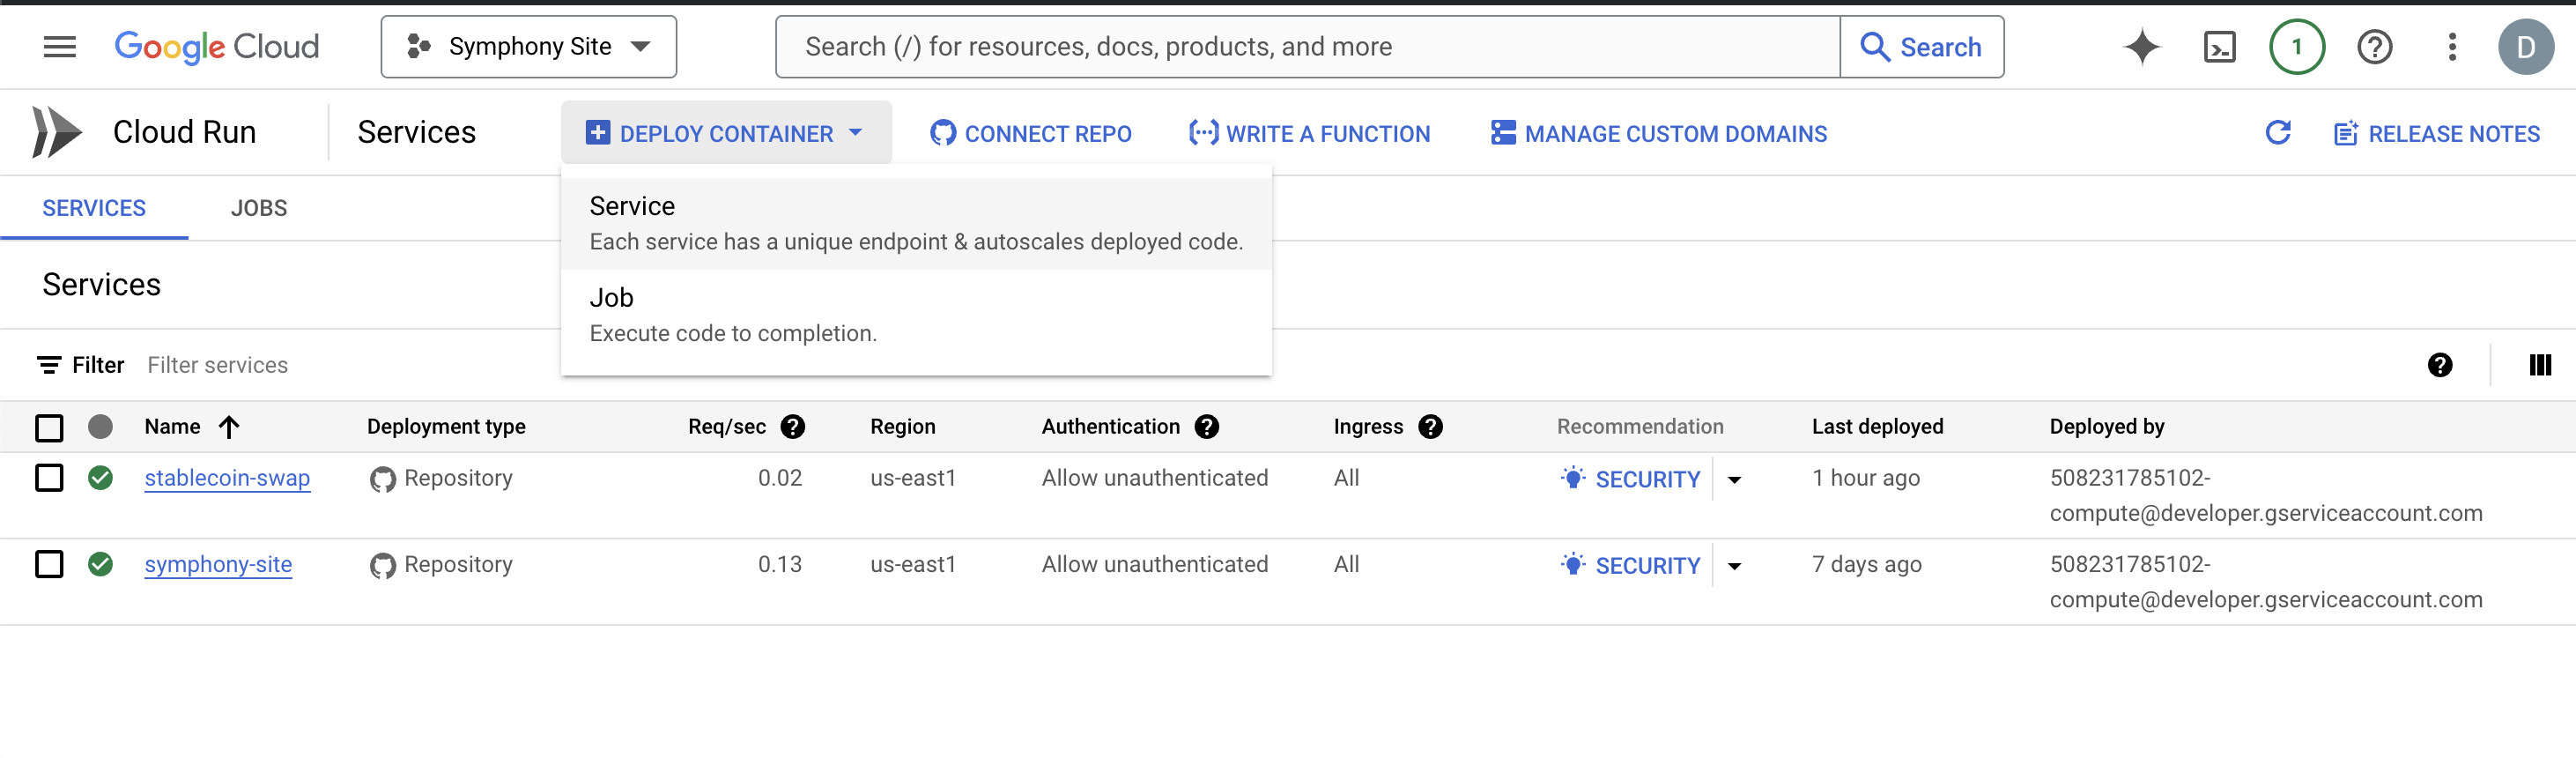 Google Cloud
Symphony Site
Search (/) for resources, docs, products, and more
Search
1
D
Cloud Run
Services
DEPLOY CONTAINER
CONNECT REPO
WRITE A FUNCTION
MANAGE CUSTOM DOMAINS
RELEASE NOTES
SERVICES
JOBS
Service
Each service has a unique endpoint & autoscales deployed code.
Job
Execute code to completion.
Services
Filter Filter services
Name Deployment type Req/sec Region Authentication Ingress Recommendation Last deployed Deployed by
stablecoin-swap Repository 0.02 us-east1 Allow unauthenticated All SECURITY 1 hour ago 508231785102-
compute@developer.gserviceaccount.com
symphony-site Repository 0.13 us-east1 Allow unauthenticated All SECURITY 7 days ago 508231785102-
compute@developer.gserviceaccount.com